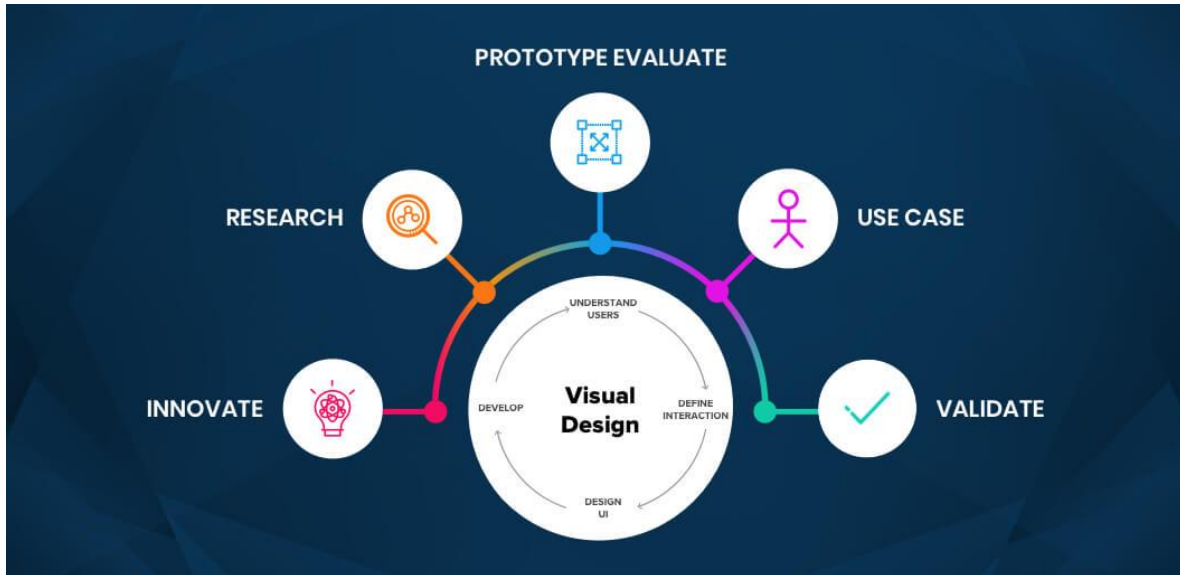 PROTOTYPE EVALUATE
RESEARCH
USE CASE
INNOVATE
VALIDATE
UNDERSTAND
USERS
DEVELOP
Visual
Design
DEFINE
INTERACTION
DESIGN
UI